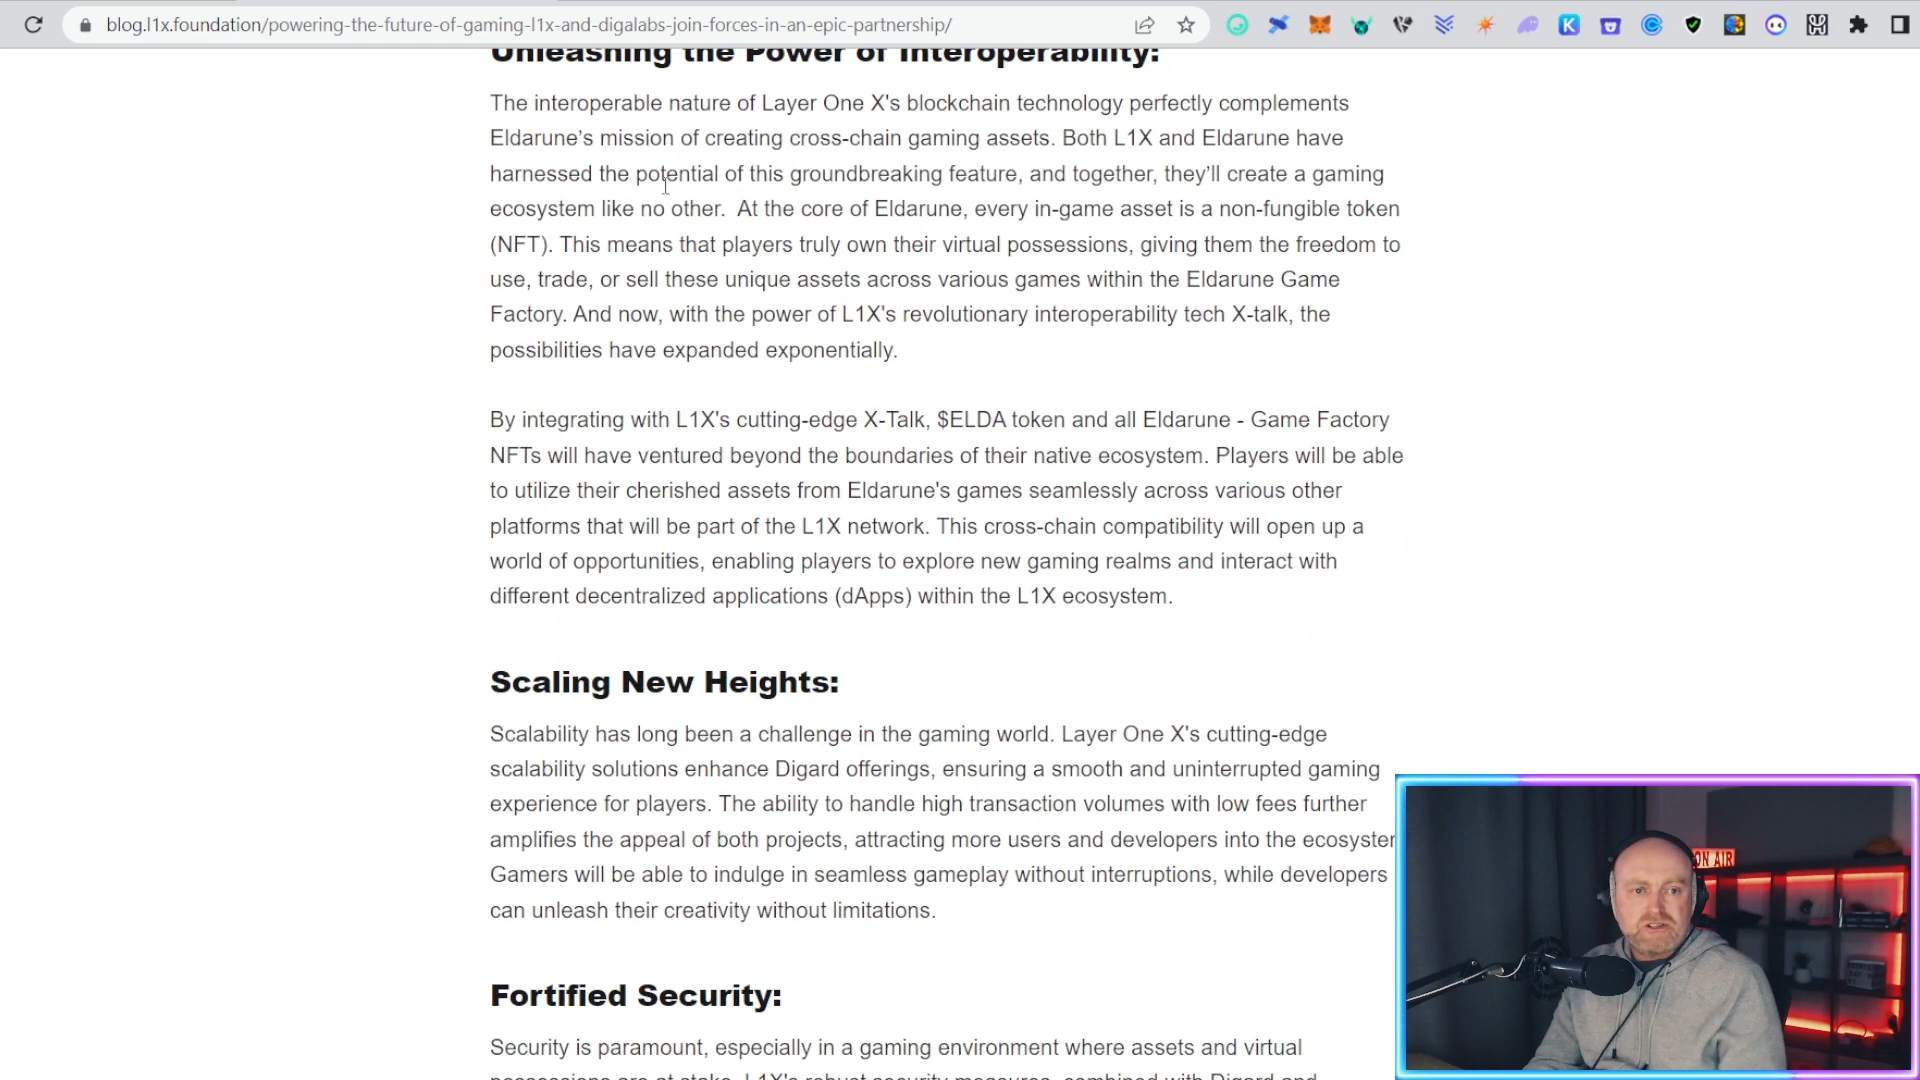 blog.l1x.foundation/powering-the-future-of-gaming-l1x-and-digalabs-join-forces-in-an-epic-partnership/
Unleashing the Power of Interoperability:
The interoperable nature of Layer One X's blockchain technology perfectly complements
Eldarune’s mission of creating cross-chain gaming assets. Both L1X and Eldarune have
harnessed the potential of this groundbreaking feature, and together, they’ll create a gaming
ecosystem like no other.  At the core of Eldarune, every in-game asset is a non-fungible token
(NFT). This means that players truly own their virtual possessions, giving them the freedom to
use, trade, or sell these unique assets across various games within the Eldarune Game
Factory. And now, with the power of L1X's revolutionary interoperability tech X-talk, the
possibilities have expanded exponentially.
By integrating with L1X's cutting-edge X-Talk, $ELDA token and all Eldarune - Game Factory
NFTs will have ventured beyond the boundaries of their native ecosystem. Players will be able
to utilize their cherished assets from Eldarune's games seamlessly across various other
platforms that will be part of the L1X network. This cross-chain compatibility will open up a
world of opportunities, enabling players to explore new gaming realms and interact with
different decentralized applications (dApps) within the L1X ecosystem.
Scaling New Heights:
Scalability has long been a challenge in the gaming world. Layer One X's cutting-edge
scalability solutions enhance Digard offerings, ensuring a smooth and uninterrupted gaming
experience for players. The ability to handle high transaction volumes with low fees further
amplifies the appeal of both projects, attracting more users and developers into the ecosyster
Gamers will be able to indulge in seamless gameplay without interruptions, while developers
can unleash their creativity without limitations.
ON AIR
Fortified Security:
Security is paramount, especially in a gaming environment where assets and virtual
possessions are at stake. L1X's robust security measures, combined with Digard and